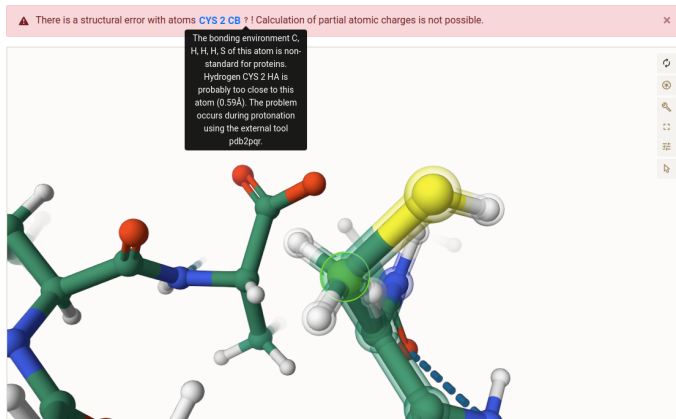 There is a structural error with atoms CYS 2 CB ? ! Calculation of partial atomic charges is not possible. ×
The bonding environment C,
H, H, H, S of this atom is non-
standard for proteins.
Hydrogen CYS 2 HA is
probably too close to this
atom (0.59Å). The problem
occurs during protonation
using the external tool
pdb2pqr.